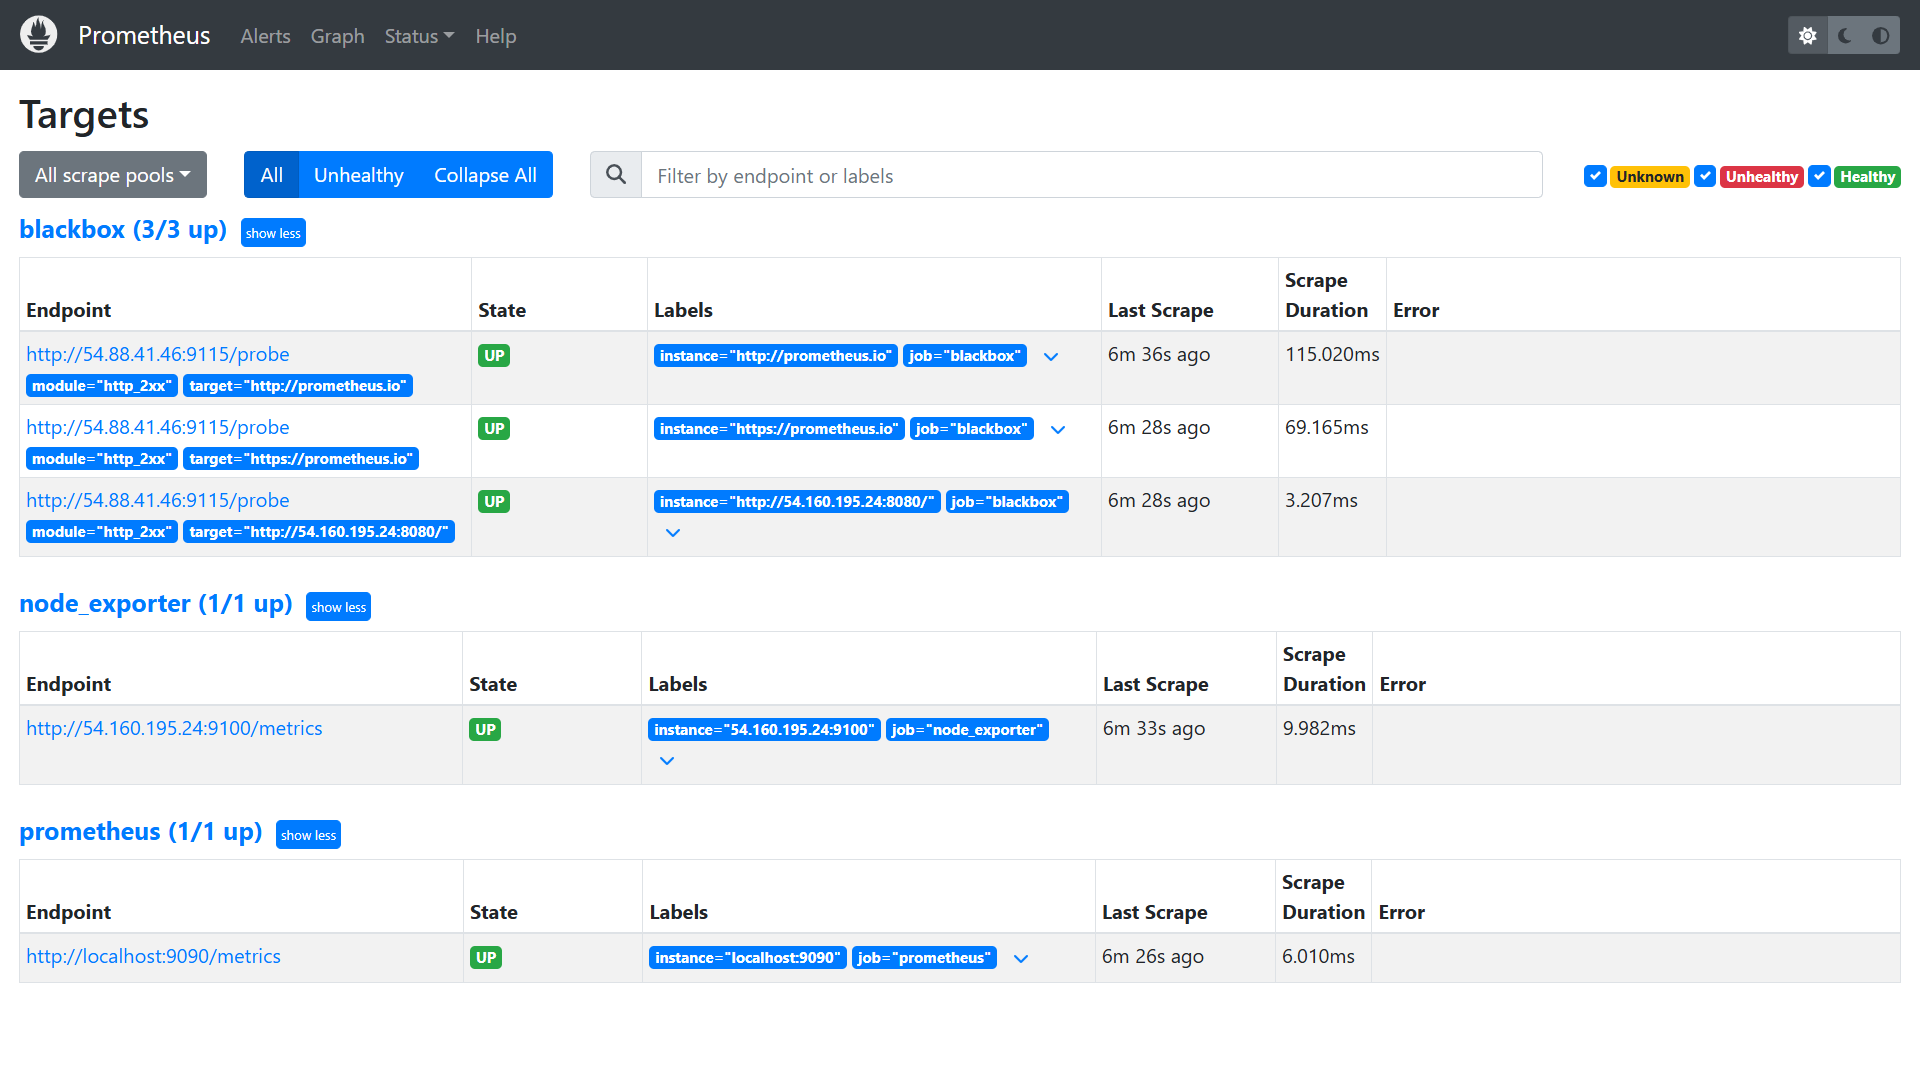 Prometheus Alerts Graph Status Help
Targets
All scrape pools All Unhealthy Collapse All Filter by endpoint or labels Unknown Unhealthy Healthy
blackbox (3/3 up) show less
Endpoint State Labels Last Scrape Scrape Duration Error
http://54.88.41.46:9115/probe UP instance="http://prometheus.io" job="blackbox" 6m 36s ago 115.020ms
module="http_2xx" target="http://prometheus.io"
http://54.88.41.46:9115/probe UP instance="https://prometheus.io" job="blackbox" 6m 28s ago 69.165ms
module="http_2xx" target="https://prometheus.io"
http://54.88.41.46:9115/probe UP instance="http://54.160.195.24:8080/" job="blackbox" 6m 28s ago 3.207ms
module="http_2xx" target="http://54.160.195.24:8080/"
node_exporter (1/1 up) show less
Endpoint State Labels Last Scrape Scrape Duration Error
http://54.160.195.24:9100/metrics UP instance="54.160.195.24:9100" job="node_exporter" 6m 33s ago 9.982ms
prometheus (1/1 up) show less
Endpoint State Labels Last Scrape Scrape Duration Error
http://localhost:9090/metrics UP instance="localhost:9090" job="prometheus" 6m 26s ago 6.010ms